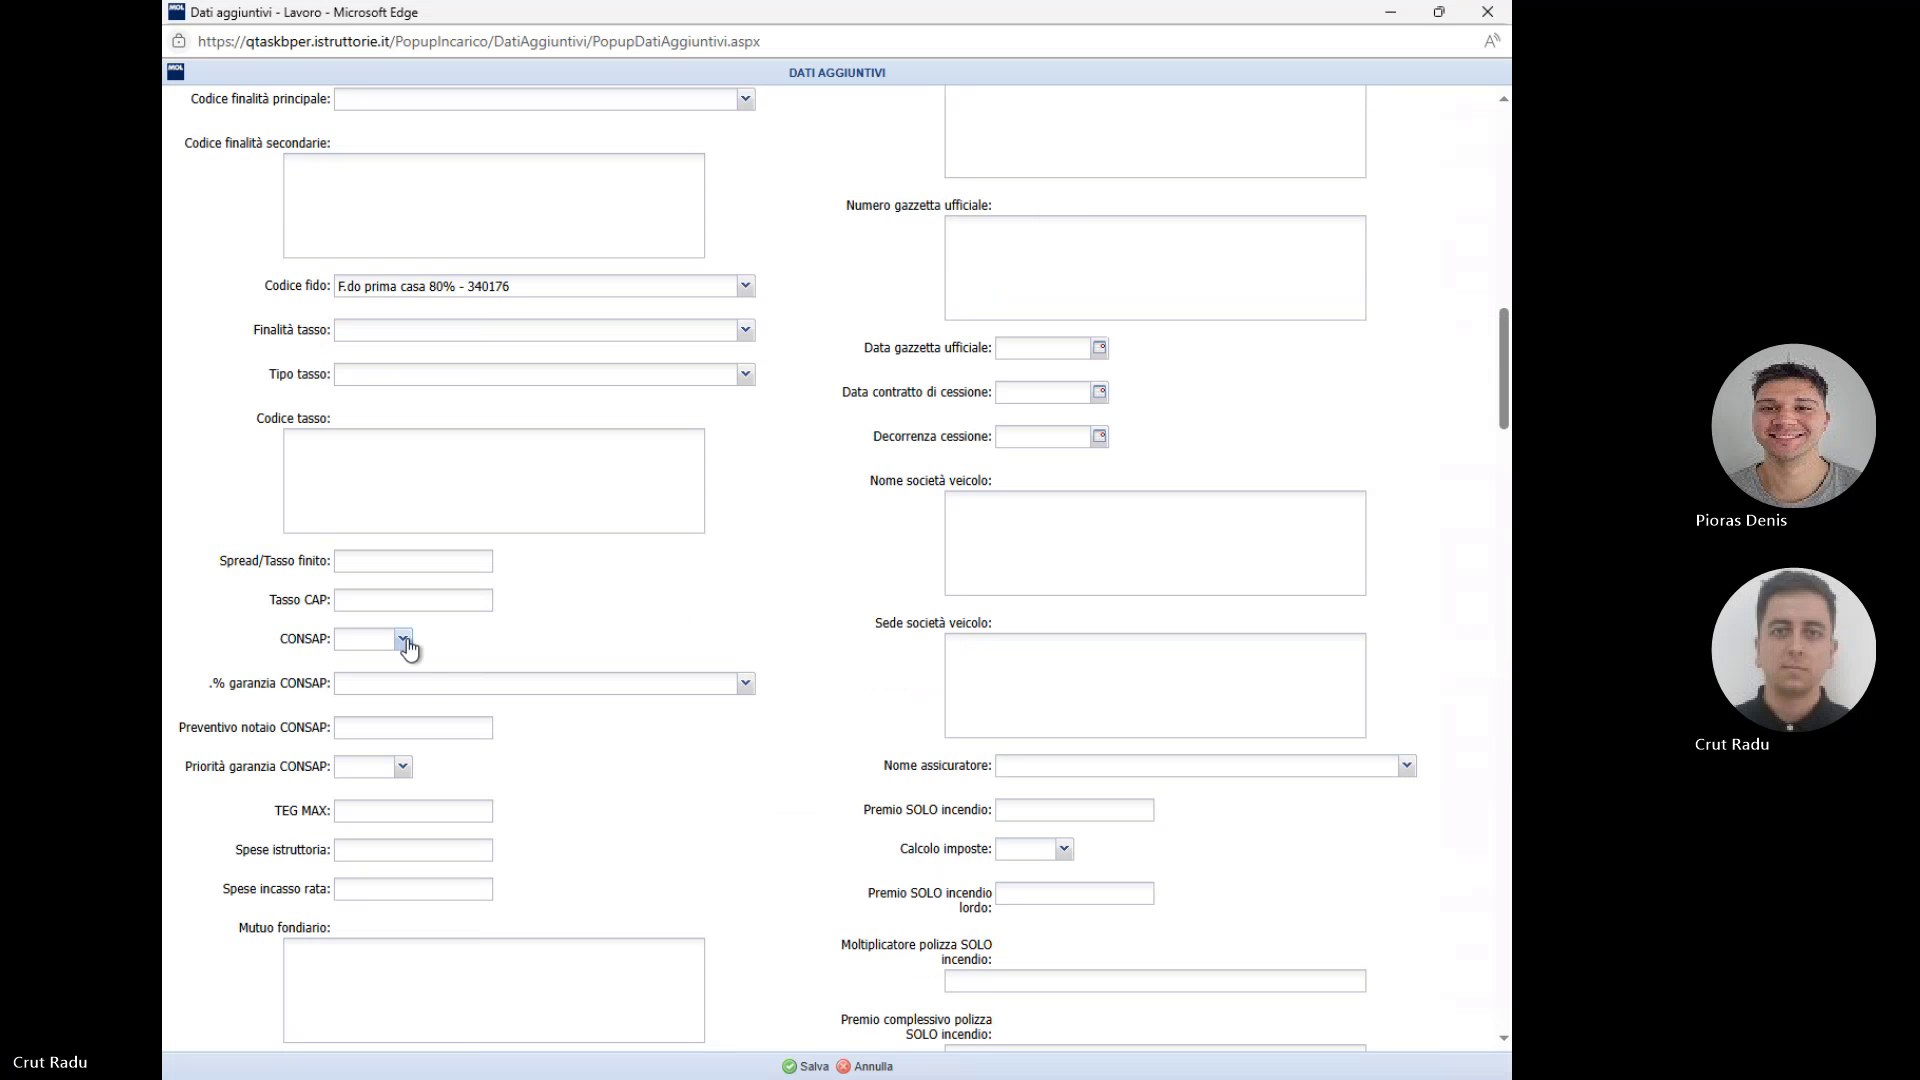 MOL Dati aggiuntivi - Lavoro - Microsoft Edge
https://qtaskbper.istruttorie.it/PopupIncarico/DatiAggiuntivi/PopupDatiAggiuntivi.aspx
MOL
DATI AGGIUNTIVI
Codice finalità principale:
Codice finalità secondarie:
Codice fido: F.do prima casa 80% - 340176
Finalità tasso:
Tipo tasso:
Codice tasso:
Spread/Tasso finito:
Tasso CAP:
CONSAP:
.% garanzia CONSAP:
Preventivo notaio CONSAP:
Priorità garanzia CONSAP:
TEG MAX:
Spese istruttoria:
Spese incasso rata:
Mutuo fondiario:
Numero gazzetta ufficiale:
Data gazzetta ufficiale:
Data contratto di cessione:
Decorrenza cessione:
Nome società veicolo:
Sede società veicolo:
Nome assicuratore:
Premio SOLO incendio:
Calcolo imposte:
Premio SOLO incendio
lordo:
Moltiplicatore polizza SOLO
incendio:
Premio complessivo polizza
SOLO incendio:
Salva Annulla
Pioras Denis
Crut Radu
Crut Radu